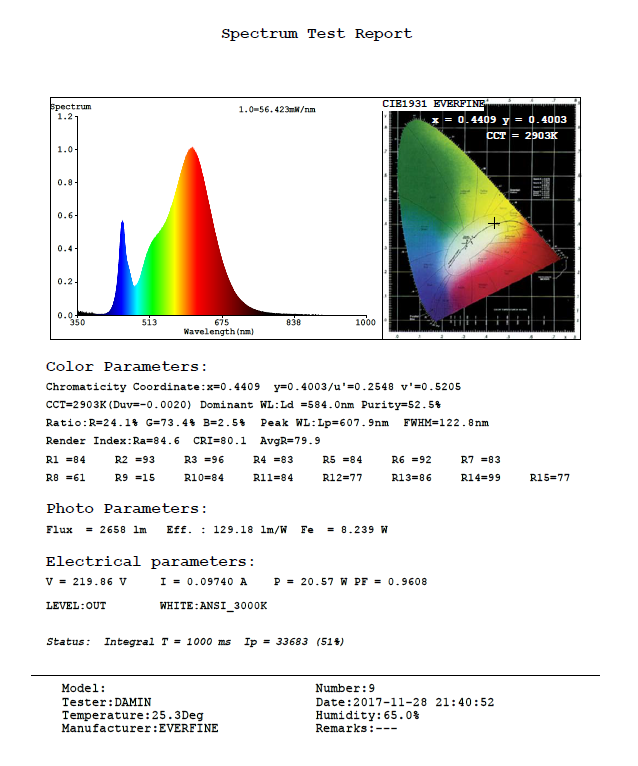 Spectrum Test Report
Spectrum
1.0=56.423mW/nm
1.2
1.0
0.8
0.6
0.4
0.2
0.0
350 513 675 838 1000
Wavelength(nm)
CIE1931 EVERFINE
x = 0.4409 y = 0.4003
CCT = 2903K
Color Parameters:
Chromaticity Coordinate:x=0.4409 y=0.4003/u'=0.2548 v'=0.5205
CCT=2903K(Duv=-0.0020) Dominant WL:Ld =584.0nm Purity=52.5%
Ratio:R=24.1% G=73.4% B=2.5% Peak WL:Lp=607.9nm FWHM=122.8nm
Render Index:Ra=84.6 CRI=80.1 AvgR=79.9
R1 =84 R2 =93 R3 =96 R4 =83 R5 =84 R6 =92 R7 =83
R8 =61 R9 =15 R10=84 R11=84 R12=77 R13=86 R14=99 R15=77
Photo Parameters:
Flux = 2658 lm Eff. : 129.18 lm/W Fe = 8.239 W
Electrical parameters:
V = 219.86 V I = 0.09740 A P = 20.57 W PF = 0.9608
LEVEL:OUT WHITE:ANSI_3000K
Status: Integral T = 1000 ms Ip = 33683 (51%)
Model: Number:9
Tester:DAMIN Date:2017-11-28 21:40:52
Temperature:25.3Deg Humidity:65.0%
Manufacturer:EVERFINE Remarks:---